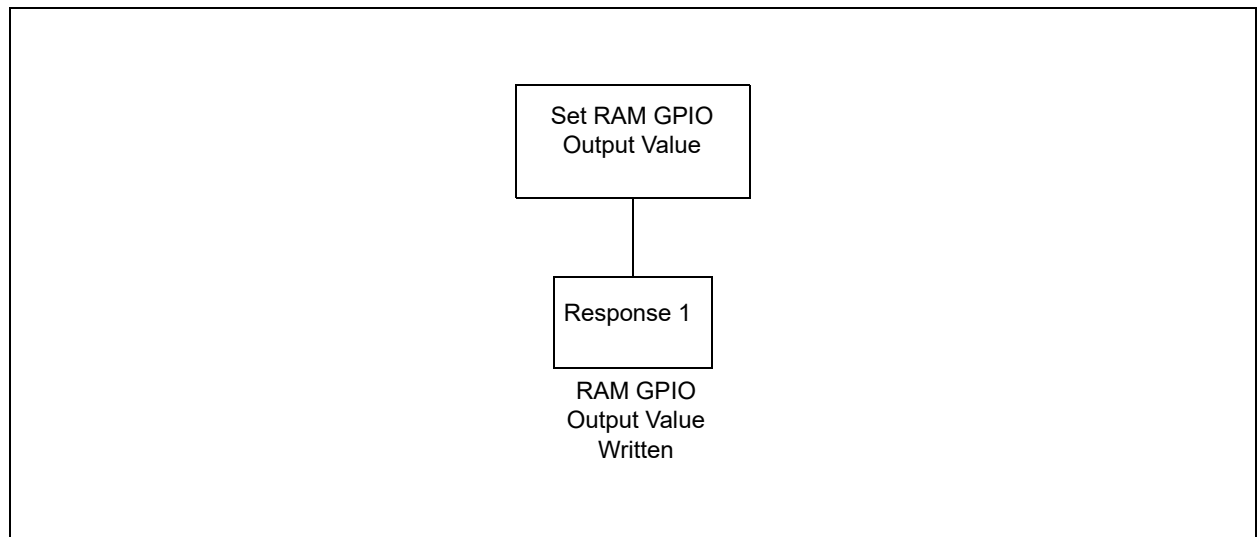 Set RAM GPIO
Output Value
Response 1
RAM GPIO
Output Value
Written